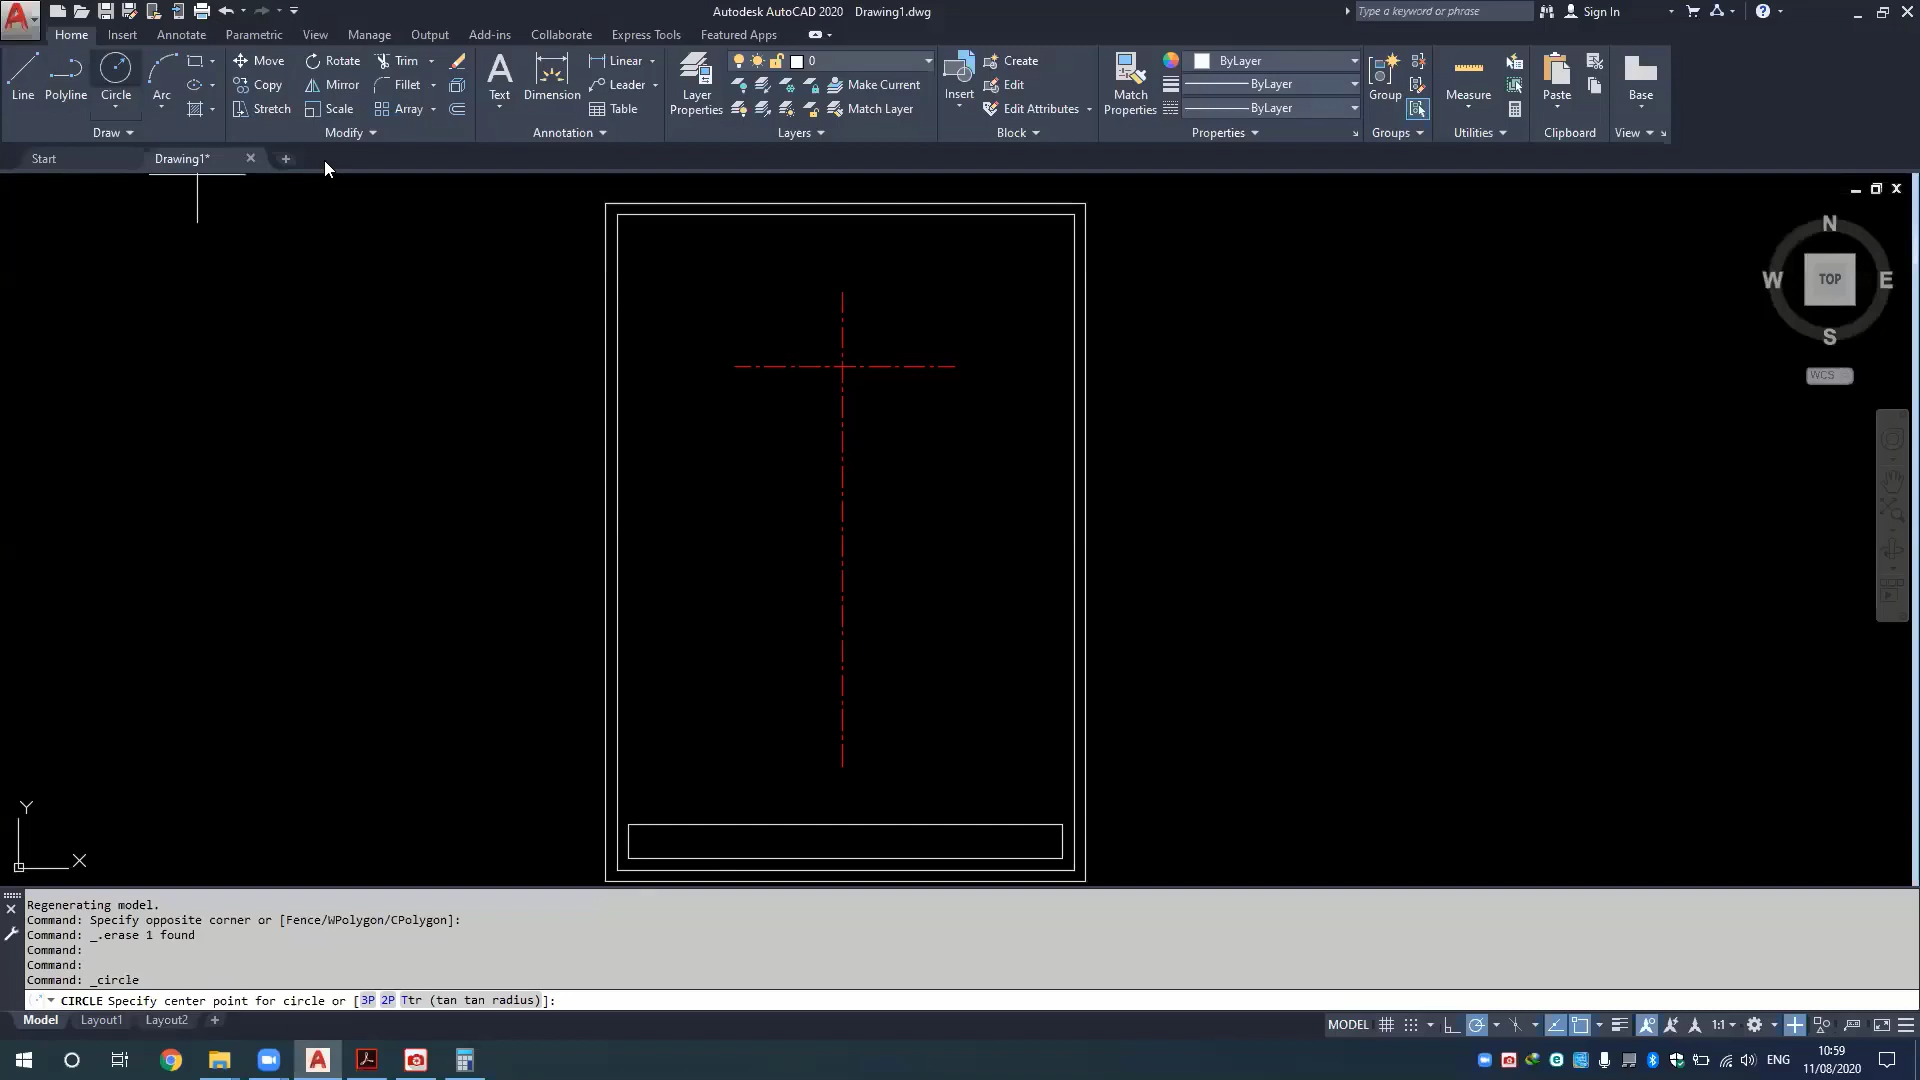 Autodesk AutoCAD 2020 Drawing1.dwg
Type a keyword or phrase
Sign In
Home Insert Annotate Parametric View Manage Output Add-ins Collaborate Express Tools Featured Apps
Line Polyline Circle Arc
Move Rotate Trim
Copy Mirror Fillet
Stretch Scale Array
Text Dimension
Linear
Leader
Table
Layer Properties
0
Make Current
Match Layer
Insert
Create
Edit
Edit Attributes
Match Properties
ByLayer
ByLayer
ByLayer
Group
Measure
Paste
Base
Draw Modify Annotation Layers Block Properties Groups Utilities Clipboard View
Start Drawing1*
N
W TOP E
S
WCS
Y
X
Regenerating model.
Command: Specify opposite corner or [Fence/WPolygon/CPolygon]:
Command: _.erase 1 found
Command:
Command:
Command: _circle
CIRCLE Specify center point for circle or [3P 2P Ttr (tan tan radius)]:
Model Layout1 Layout2
MODEL 1:1
ENG
10:59
11/08/2020